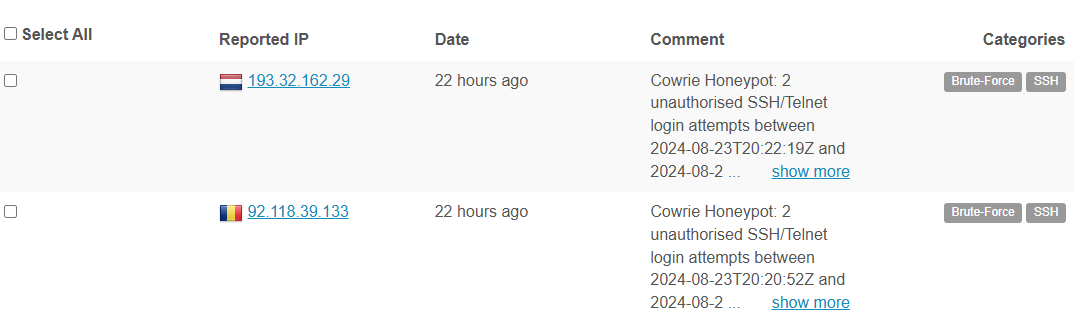 Select All
Reported IP Date Comment Categories
193.32.162.29 22 hours ago Cowrie Honeypot: 2 Brute-Force SSH
unauthorised SSH/Telnet
login attempts between
2024-08-23T20:22:19Z and
2024-08-2 ... show more
92.118.39.133 22 hours ago Cowrie Honeypot: 2 Brute-Force SSH
unauthorised SSH/Telnet
login attempts between
2024-08-23T20:20:52Z and
2024-08-2 ... show more